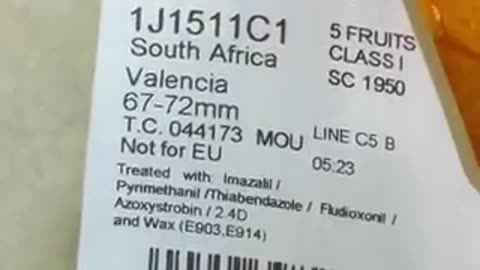 1J1511C1
South Africa
Valencia
67-72mm
T.C. 044173 MOU
Not for EU
5 FRUITS
CLASS I
SC 1950
LINE C5 B
05:23
Treated with: Imazalil /
Pyrimethanil /Thiabendazole / Fludioxonil /
Azoxystrobin / 2.4D
and Wax (E903,E914)